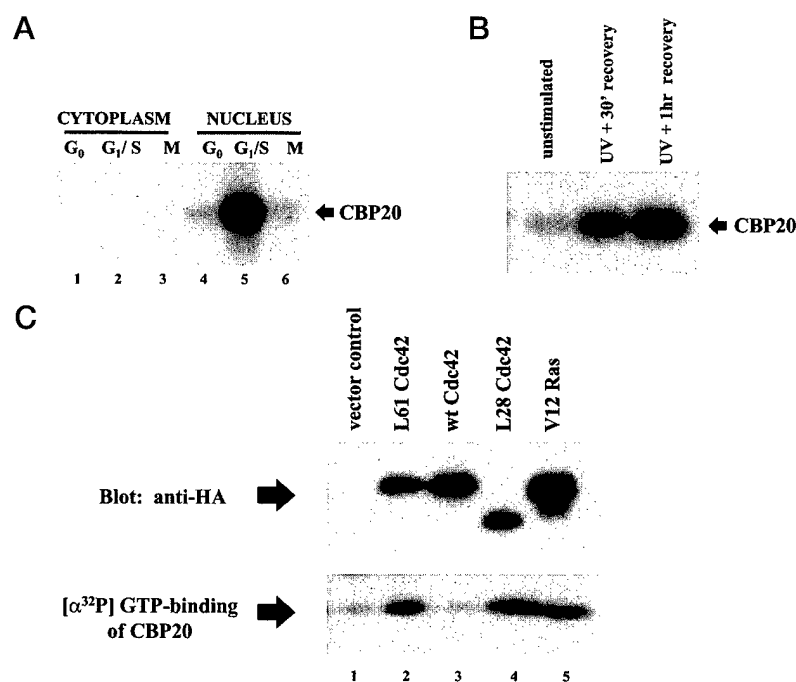 A
CYTOPLASM NUCLEUS
G0 G1/ S M G0 G1/S M
CBP20
1 2 3 4 5 6
B
unstimulated
UV + 30' recovery
UV + 1hr recovery
CBP20
C
vector control
L61 Cdc42
wt Cdc42
L28 Cdc42
V12 Ras
Blot: anti-HA
[α32P] GTP-binding
of CBP20
1 2 3 4 5